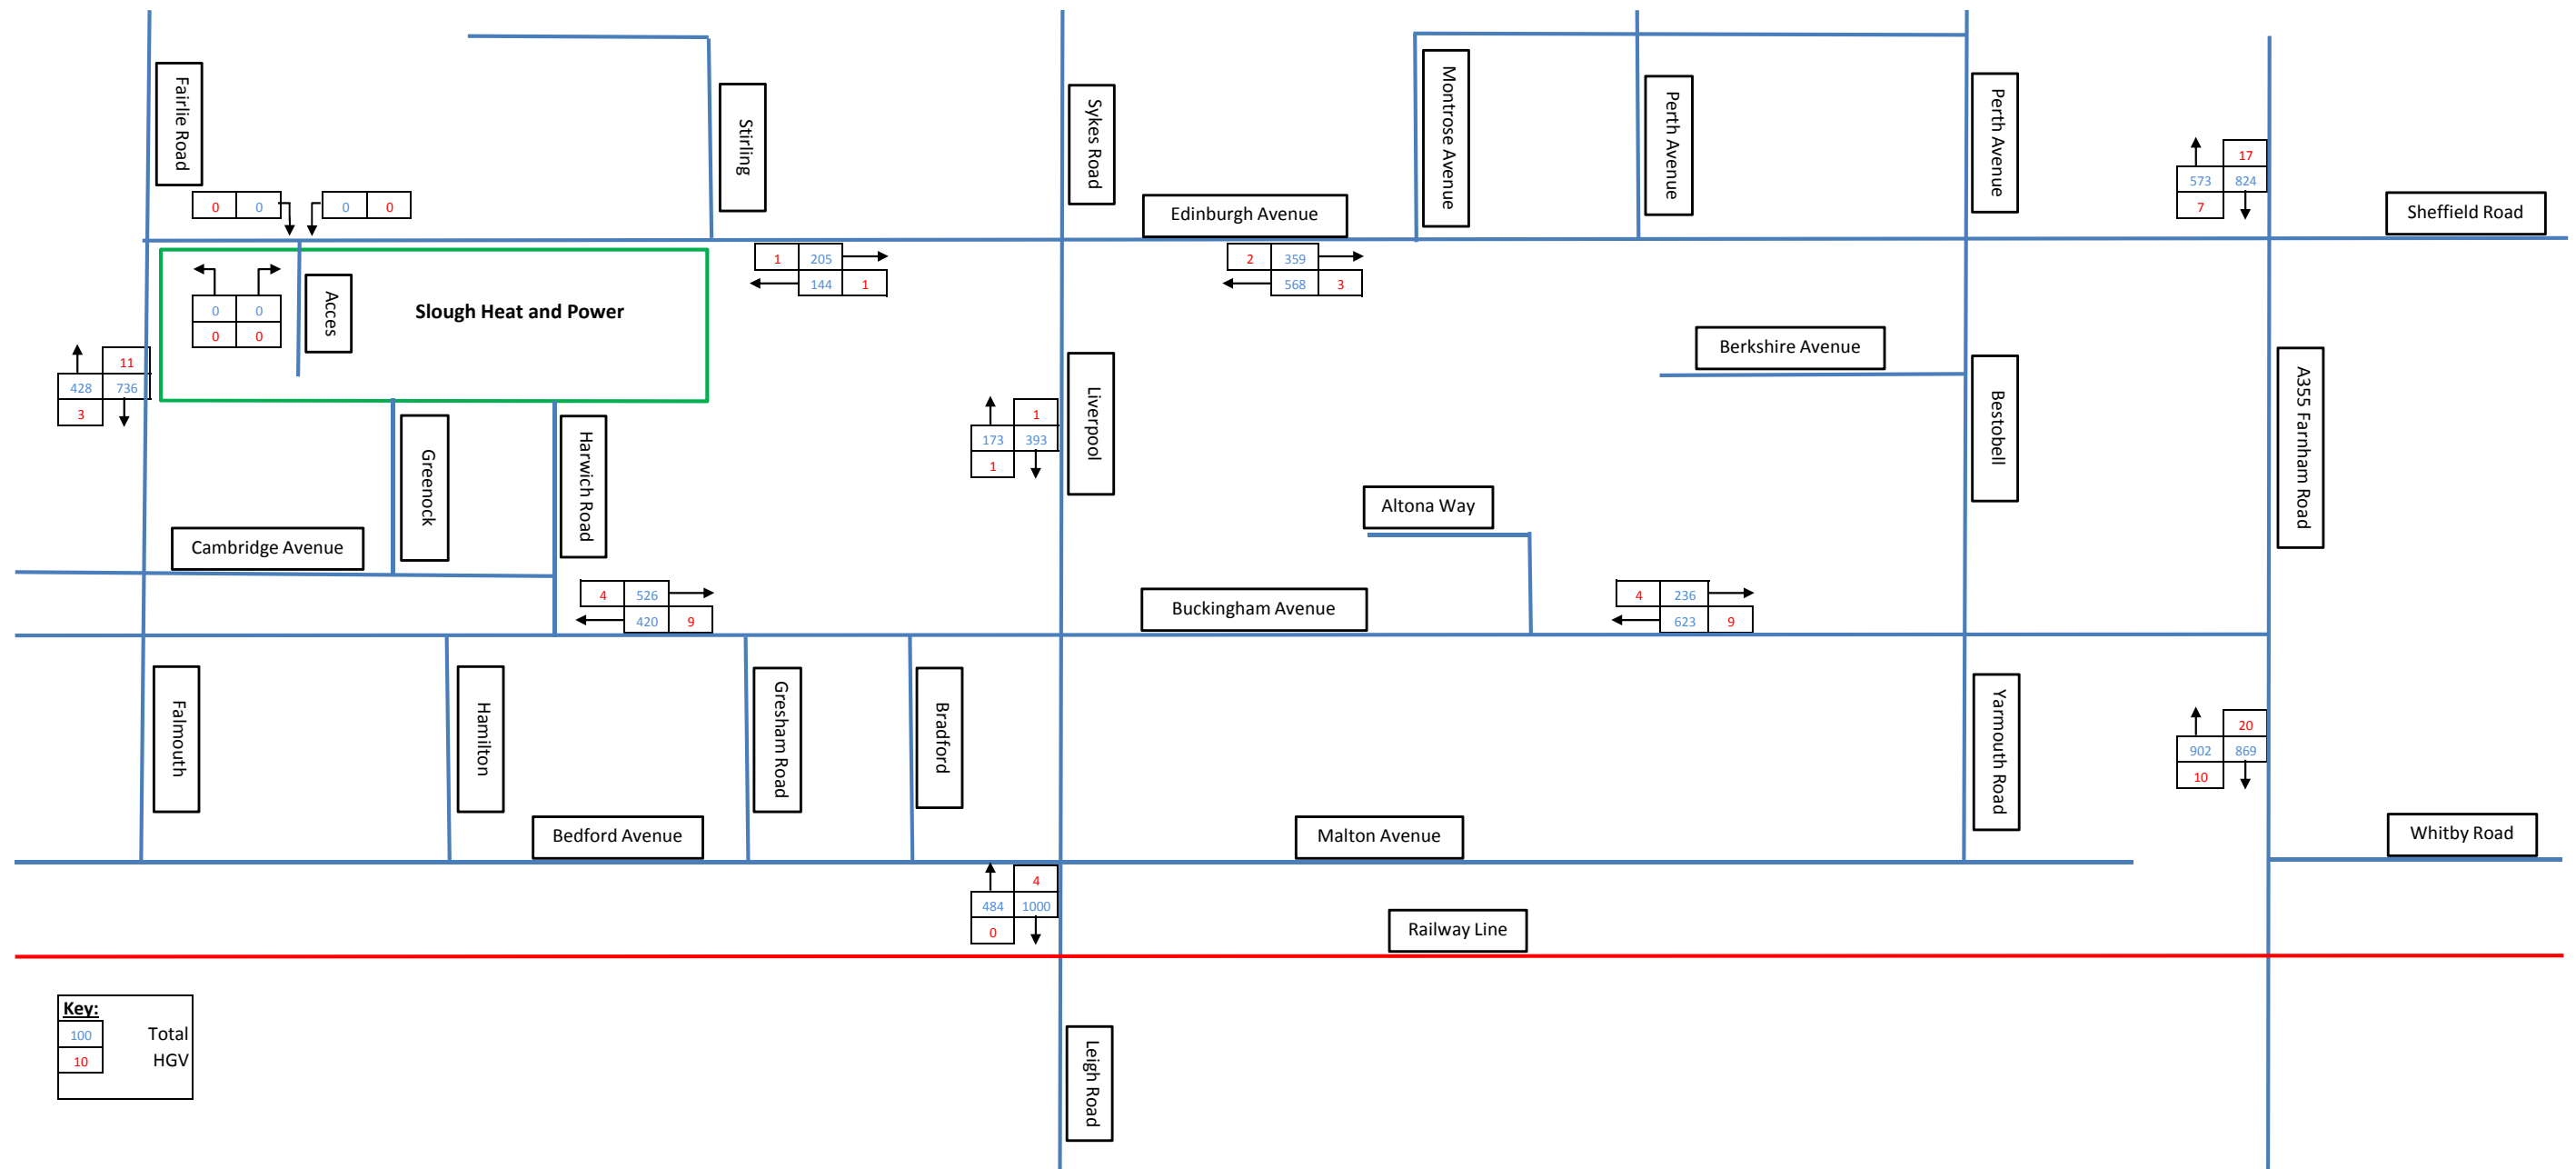 Fairlie Road
Stirling
Sykes Road
Montrose Avenue
Perth Avenue
Perth Avenue
17
573 824
7
0 0
0 0
Edinburgh Avenue
Sheffield Road
1 205
144 1
2 359
568 3
0 0
0 0
Acces
Slough Heat and Power
11
428 736
3
Berkshire Avenue
Liverpool
Bestobell
A355 Farnham Road
1
173 393
1
Greenock
Harwich Road
Altona Way
Cambridge Avenue
4 526
420 9
Buckingham Avenue
4 236
623 9
Falmouth
Hamilton
Gresham Road
Bradford
Yarmouth Road
20
902 869
10
Bedford Avenue
Malton Avenue
Whitby Road
4
484 1000
0
Railway Line
Key:
100 Total
10 HGV
Leigh Road